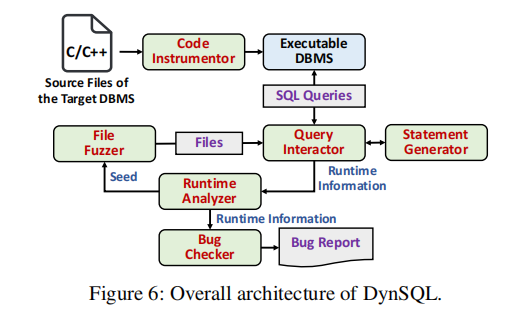 C/C++
Source Files of
the Target DBMS
Code
Instrumentor
Executable
DBMS
SQL Queries
File
Fuzzer
Files
Query
Interactor
Statement
Generator
Seed
Runtime
Analyzer
Runtime
Information
Runtime Information
Bug
Checker
Bug Report
Figure 6: Overall architecture of DynSQL.